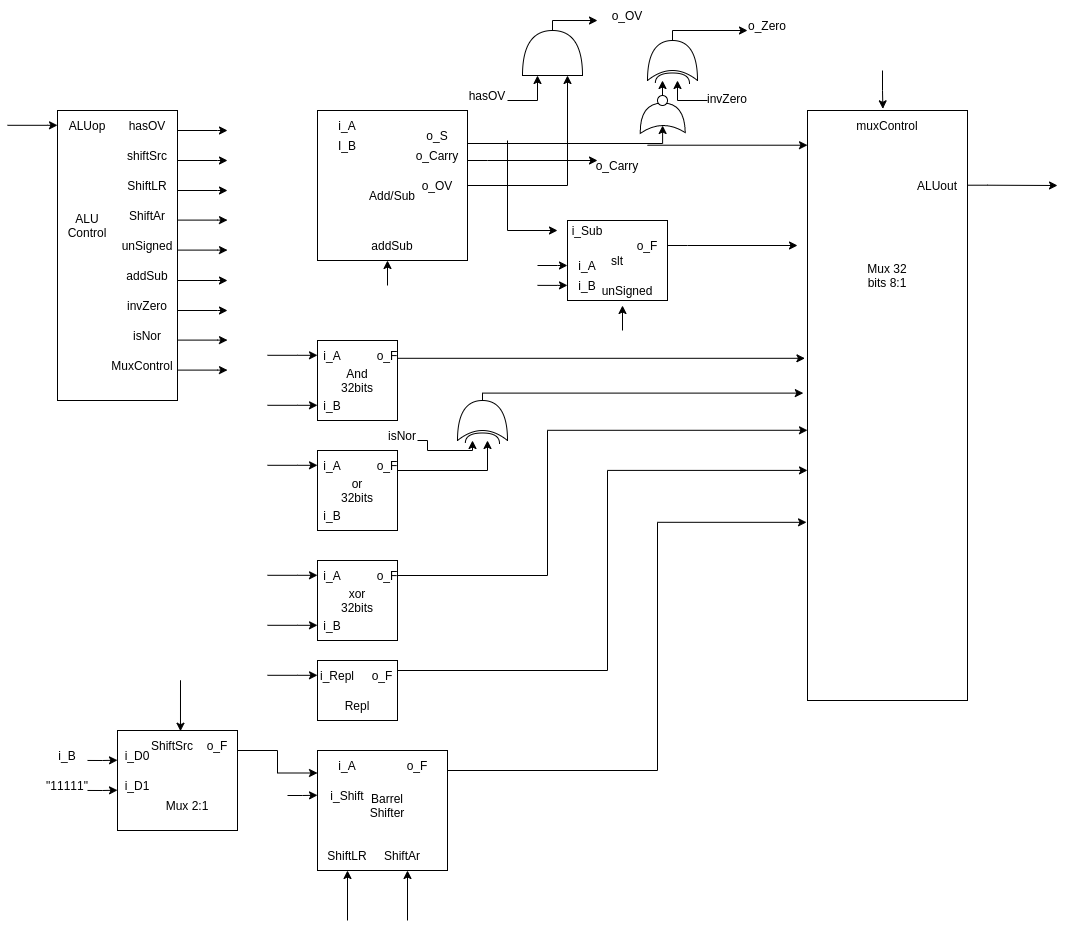 o_OV
o_Zero
hasOV
invZero
ALUop
hasOV
shiftSrc
ShiftLR
ShiftAr
ALU
Control
unSigned
addSub
invZero
isNor
MuxControl
i_A
I_B
o_S
o_Carry
o_OV
Add/Sub
addSub
o_Carry
i_Sub
o_F
slt
i_A
i_B
unSigned
muxControl
ALUout
Mux 32
bits 8:1
i_A
o_F
And
32bits
i_B
isNor
i_A
o_F
or
32bits
i_B
i_A
o_F
xor
32bits
i_B
i_Repl
o_F
Repl
i_B
"11111"
ShiftSrc
o_F
i_D0
i_D1
Mux 2:1
i_A
o_F
i_Shift
Barrel
Shifter
ShiftLR
ShiftAr